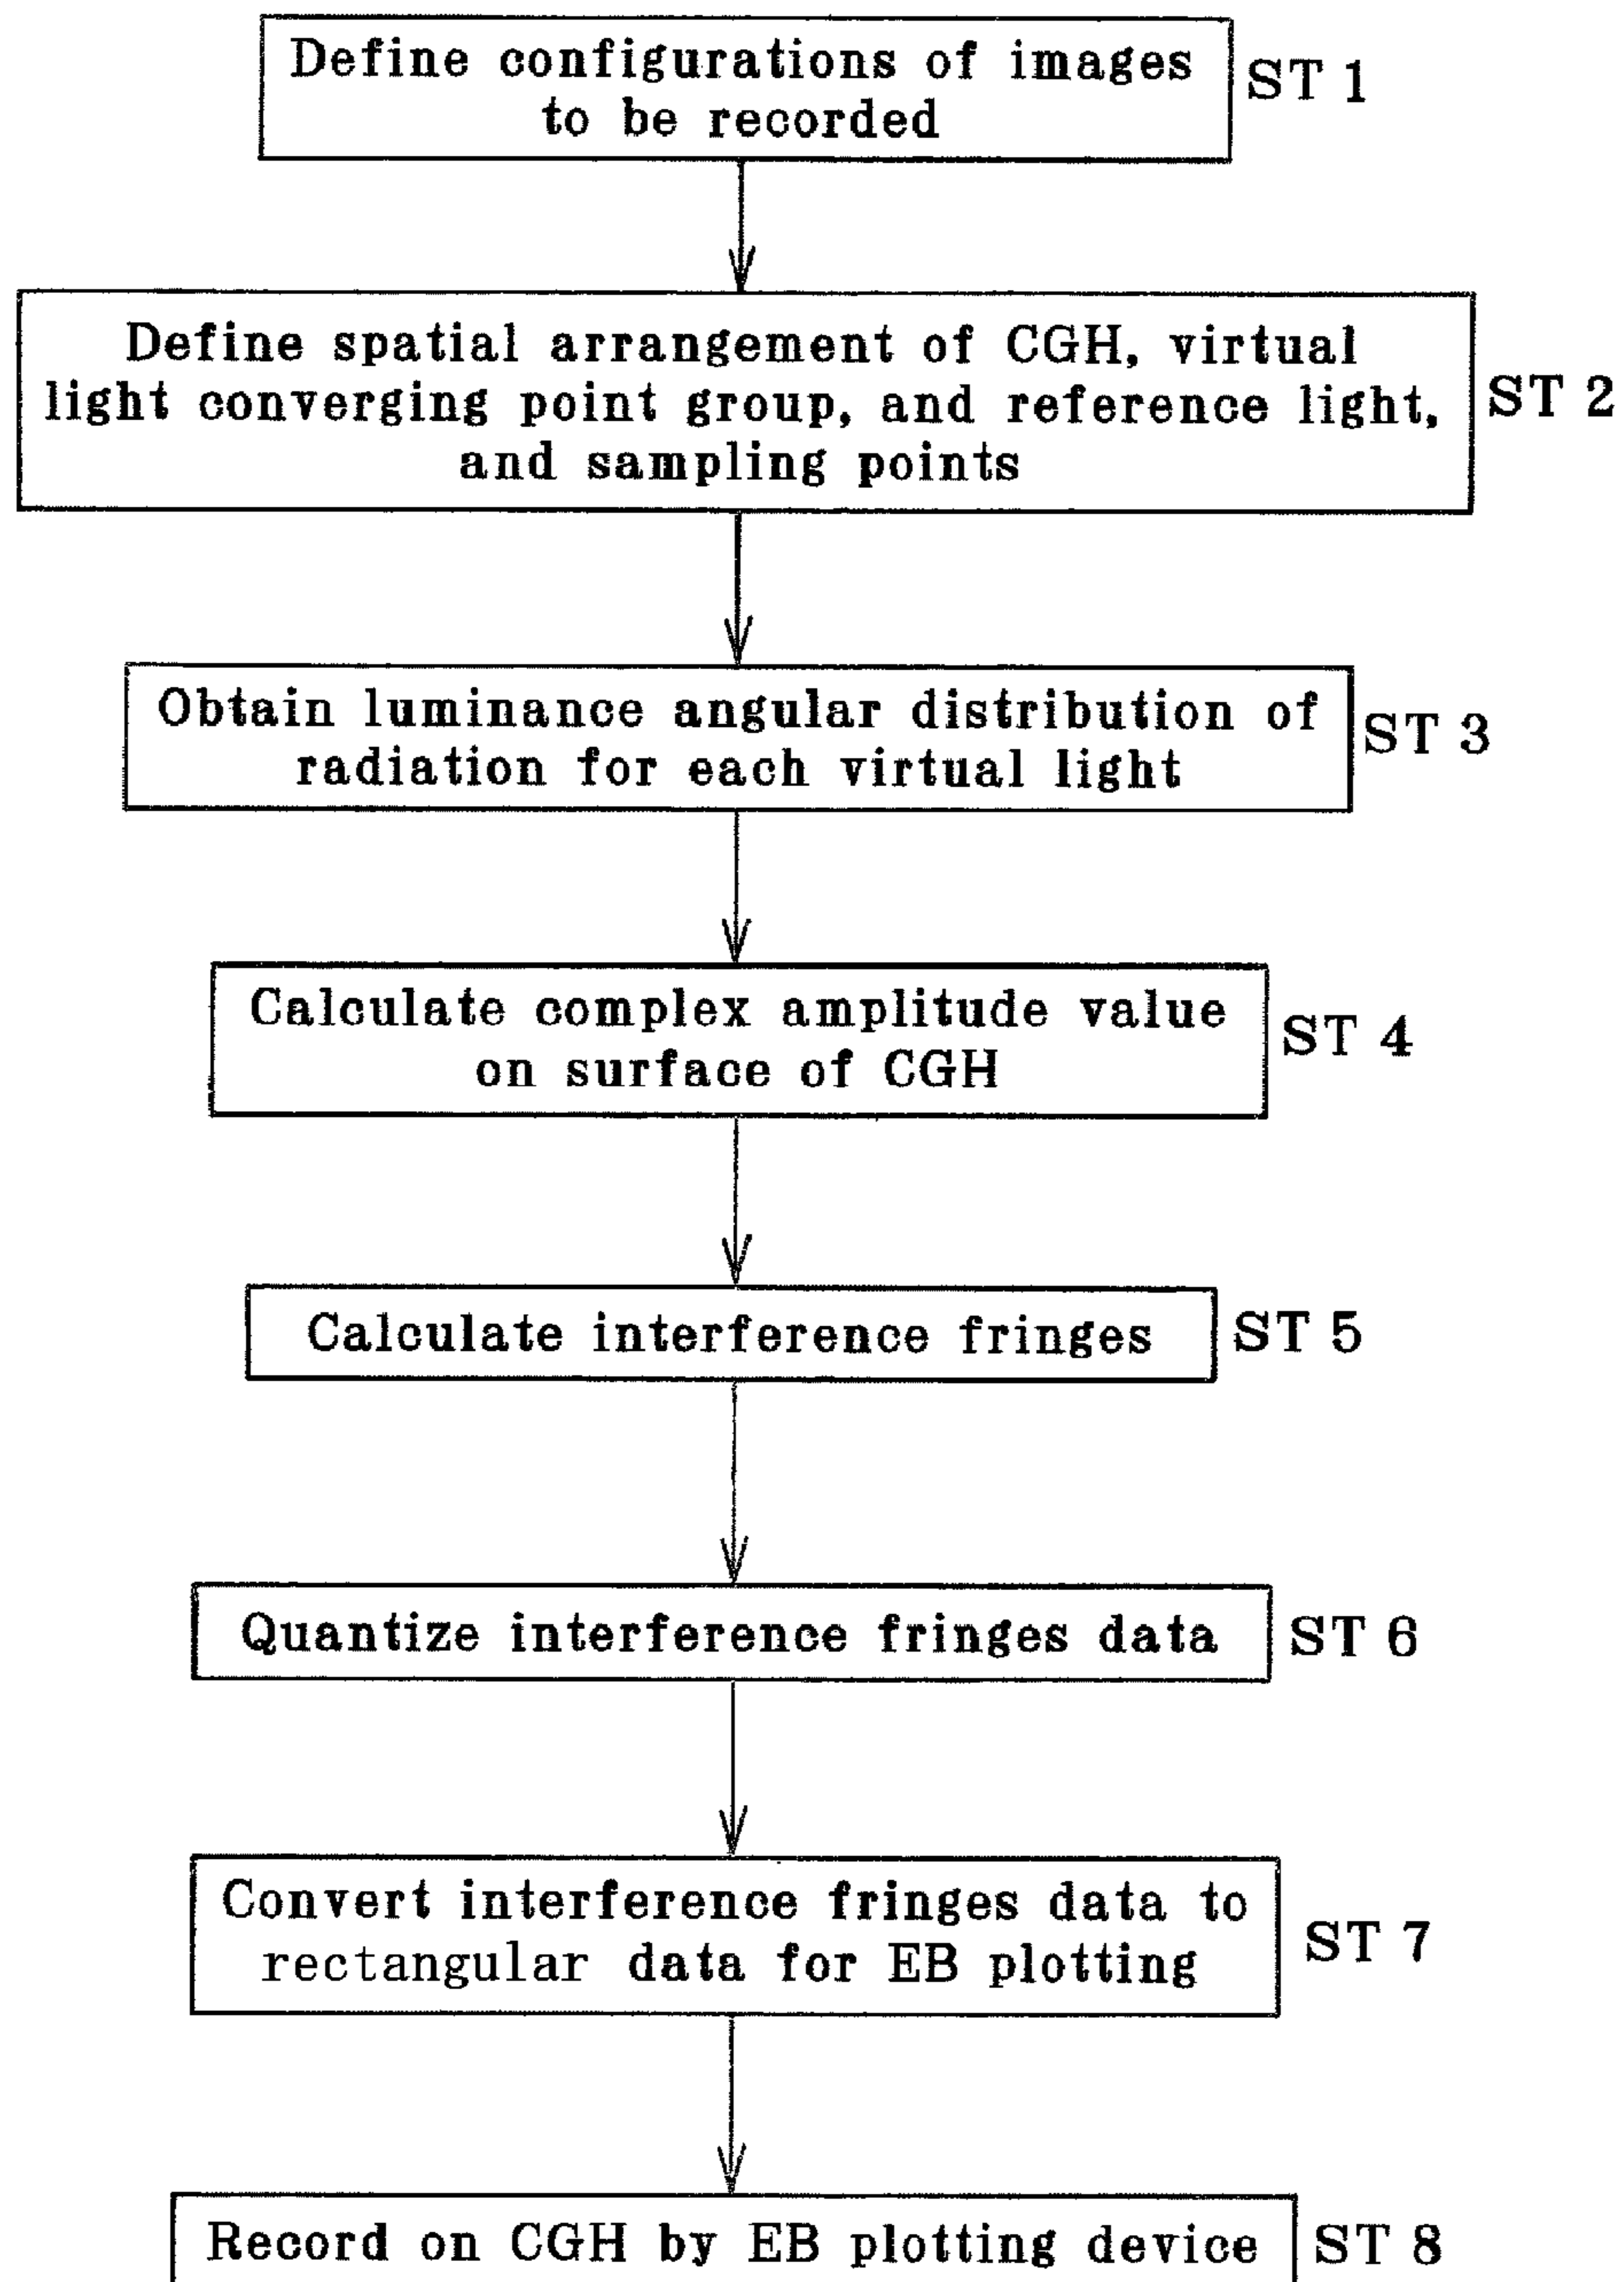 Define configurations of images
to be recorded
ST 1
Define spatial arrangement of CGH, virtual
light converging point group, and reference light,
and sampling points
ST 2
Obtain luminance angular distribution of
radiation for each virtual light
ST 3
Calculate complex amplitude value
on surface of CGH
ST 4
Calculate interference fringes
ST 5
Quantize interference fringes data
ST 6
Convert interference fringes data to
rectangular data for EB plotting
ST 7
Record on CGH by EB plotting device
ST 8